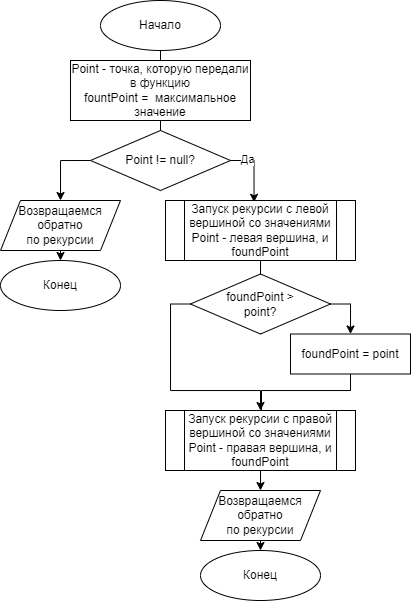 Начало
Point - точка, которую передали
в функцию
fountPoint = максимальное
значение
Point != null?
Да
Возвращаемся
обратно
по рекурсии
Запуск рекурсии с левой
вершиной со значениями
Point - левая вершина, и
foundPoint
Конец
foundPoint >
point?
foundPoint = point
Запуск рекурсии с правой
вершиной со значениями
Point - правая вершина, и
foundPoint
Возвращаемся
обратно
по рекурсии
Конец